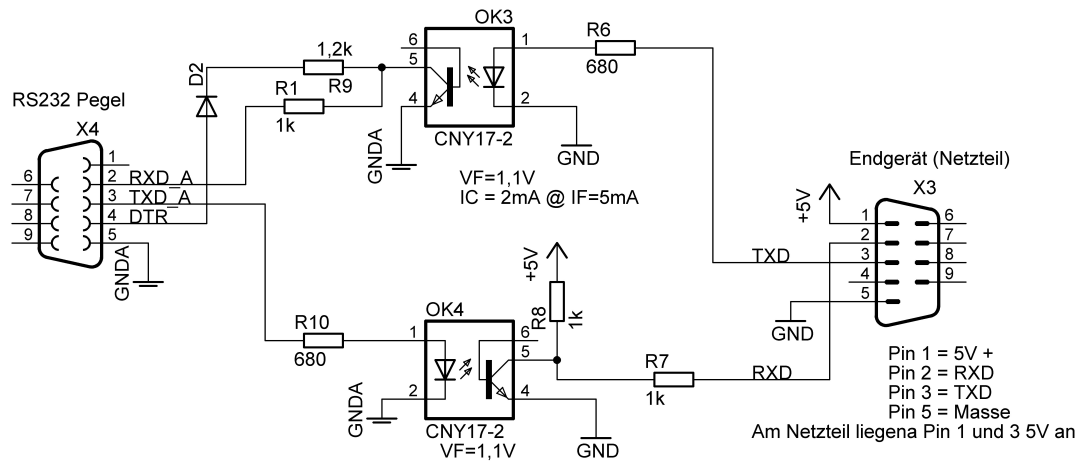 OK3
R6
680
1
2
6
5
4
CNY17-2
VF=1,1V
IC = 2mA @ IF=5mA
GND
GNDA
1,2k
R9
R1
1k
D2
RS232 Pegel
X4
1
2
3
4
5
6
7
8
9
RXD_A
TXD_A
DTR
GNDA
Endgerät (Netzteil)
X3
+5V
1
2
3
4
5
6
7
8
9
TXD
GND
RXD
+5V
R8
1k
R7
1k
OK4
R10
680
1
2
6
5
4
GNDA
CNY17-2
VF=1,1V
GND
Pin 1 = 5V +
Pin 2 = RXD
Pin 3 = TXD
Pin 5 = Masse
Am Netzteil liegena Pin 1 und 3 5V an